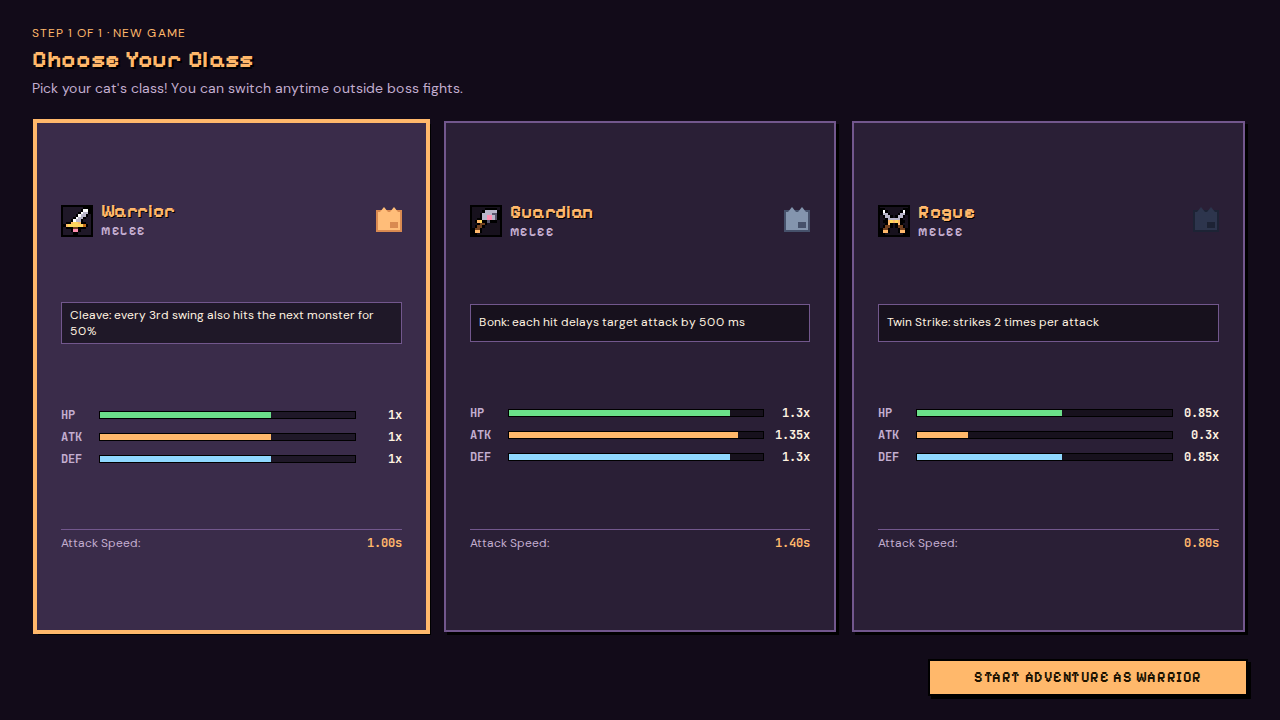 STEP 1 OF 1 · NEW GAME
Choose Your Class
Pick your cat's class! You can switch anytime outside boss fights.
Warrior
MELEE
Cleave: every 3rd swing also hits the next monster for
50%
HP 1x
ATK 1x
DEF 1x
Attack Speed: 1.00s
Guardian
MELEE
Bonk: each hit delays target attack by 500 ms
HP 1.3x
ATK 1.35x
DEF 1.3x
Attack Speed: 1.40s
Rogue
MELEE
Twin Strike: strikes 2 times per attack
HP 0.85x
ATK 0.3x
DEF 0.85x
Attack Speed: 0.80s
START ADVENTURE AS WARRIOR